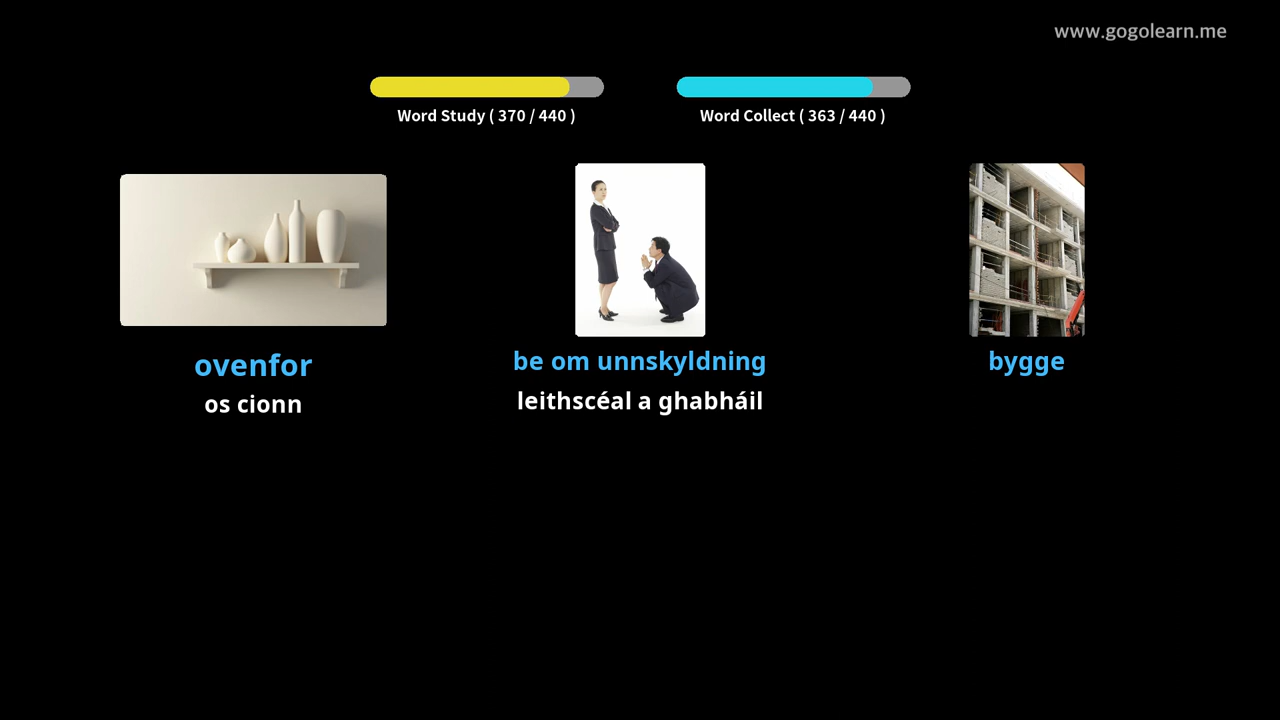 www.gogolearn.me
Word Study ( 370 / 440 )
Word Collect ( 363 / 440 )
ovenfor
os cionn
be om unnskyldning
leithscéal a ghabháil
bygge